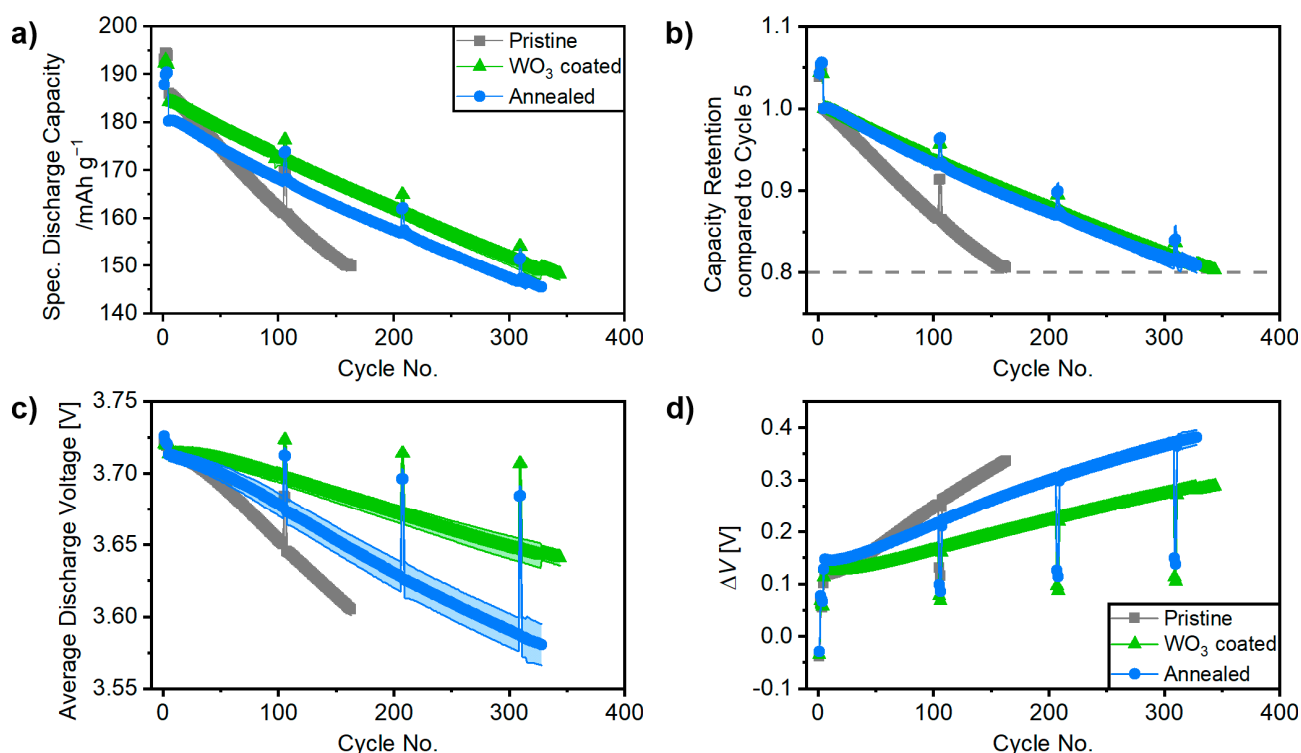 a)
Spec. Discharge Capacity
/mAh g⁻¹
200
190
180
170
160
150
140
0 100 200 300 400
Cycle No.
Pristine
WO₃ coated
Annealed
b)
Capacity Retention
compared to Cycle 5
1.1
1.0
0.9
0.8
0 100 200 300 400
Cycle No.
c)
Average Discharge Voltage [V]
3.75
3.70
3.65
3.60
3.55
0 100 200 300 400
Cycle No.
d)
ΔV [V]
0.4
0.3
0.2
0.1
0.0
-0.1
0 100 200 300 400
Cycle No.
Pristine
WO₃ coated
Annealed